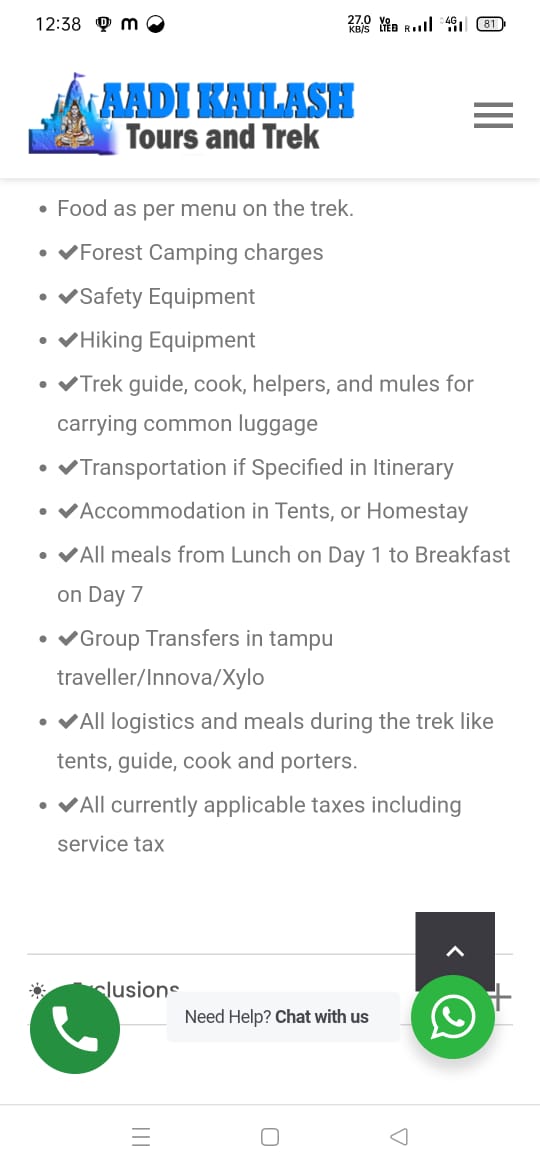 12:38
27.0 KB/S Vo LTE R 4G 81
AADI KAILASH
Tours and Trek
Food as per menu on the trek.
✔Forest Camping charges
✔Safety Equipment
✔Hiking Equipment
✔Trek guide, cook, helpers, and mules for
carrying common luggage
✔Transportation if Specified in Itinerary
✔Accommodation in Tents, or Homestay
✔All meals from Lunch on Day 1 to Breakfast
on Day 7
✔Group Transfers in tampu
traveller/Innova/Xylo
✔All logistics and meals during the trek like
tents, guide, cook and porters.
✔All currently applicable taxes including
service tax
Need Help? Chat with us